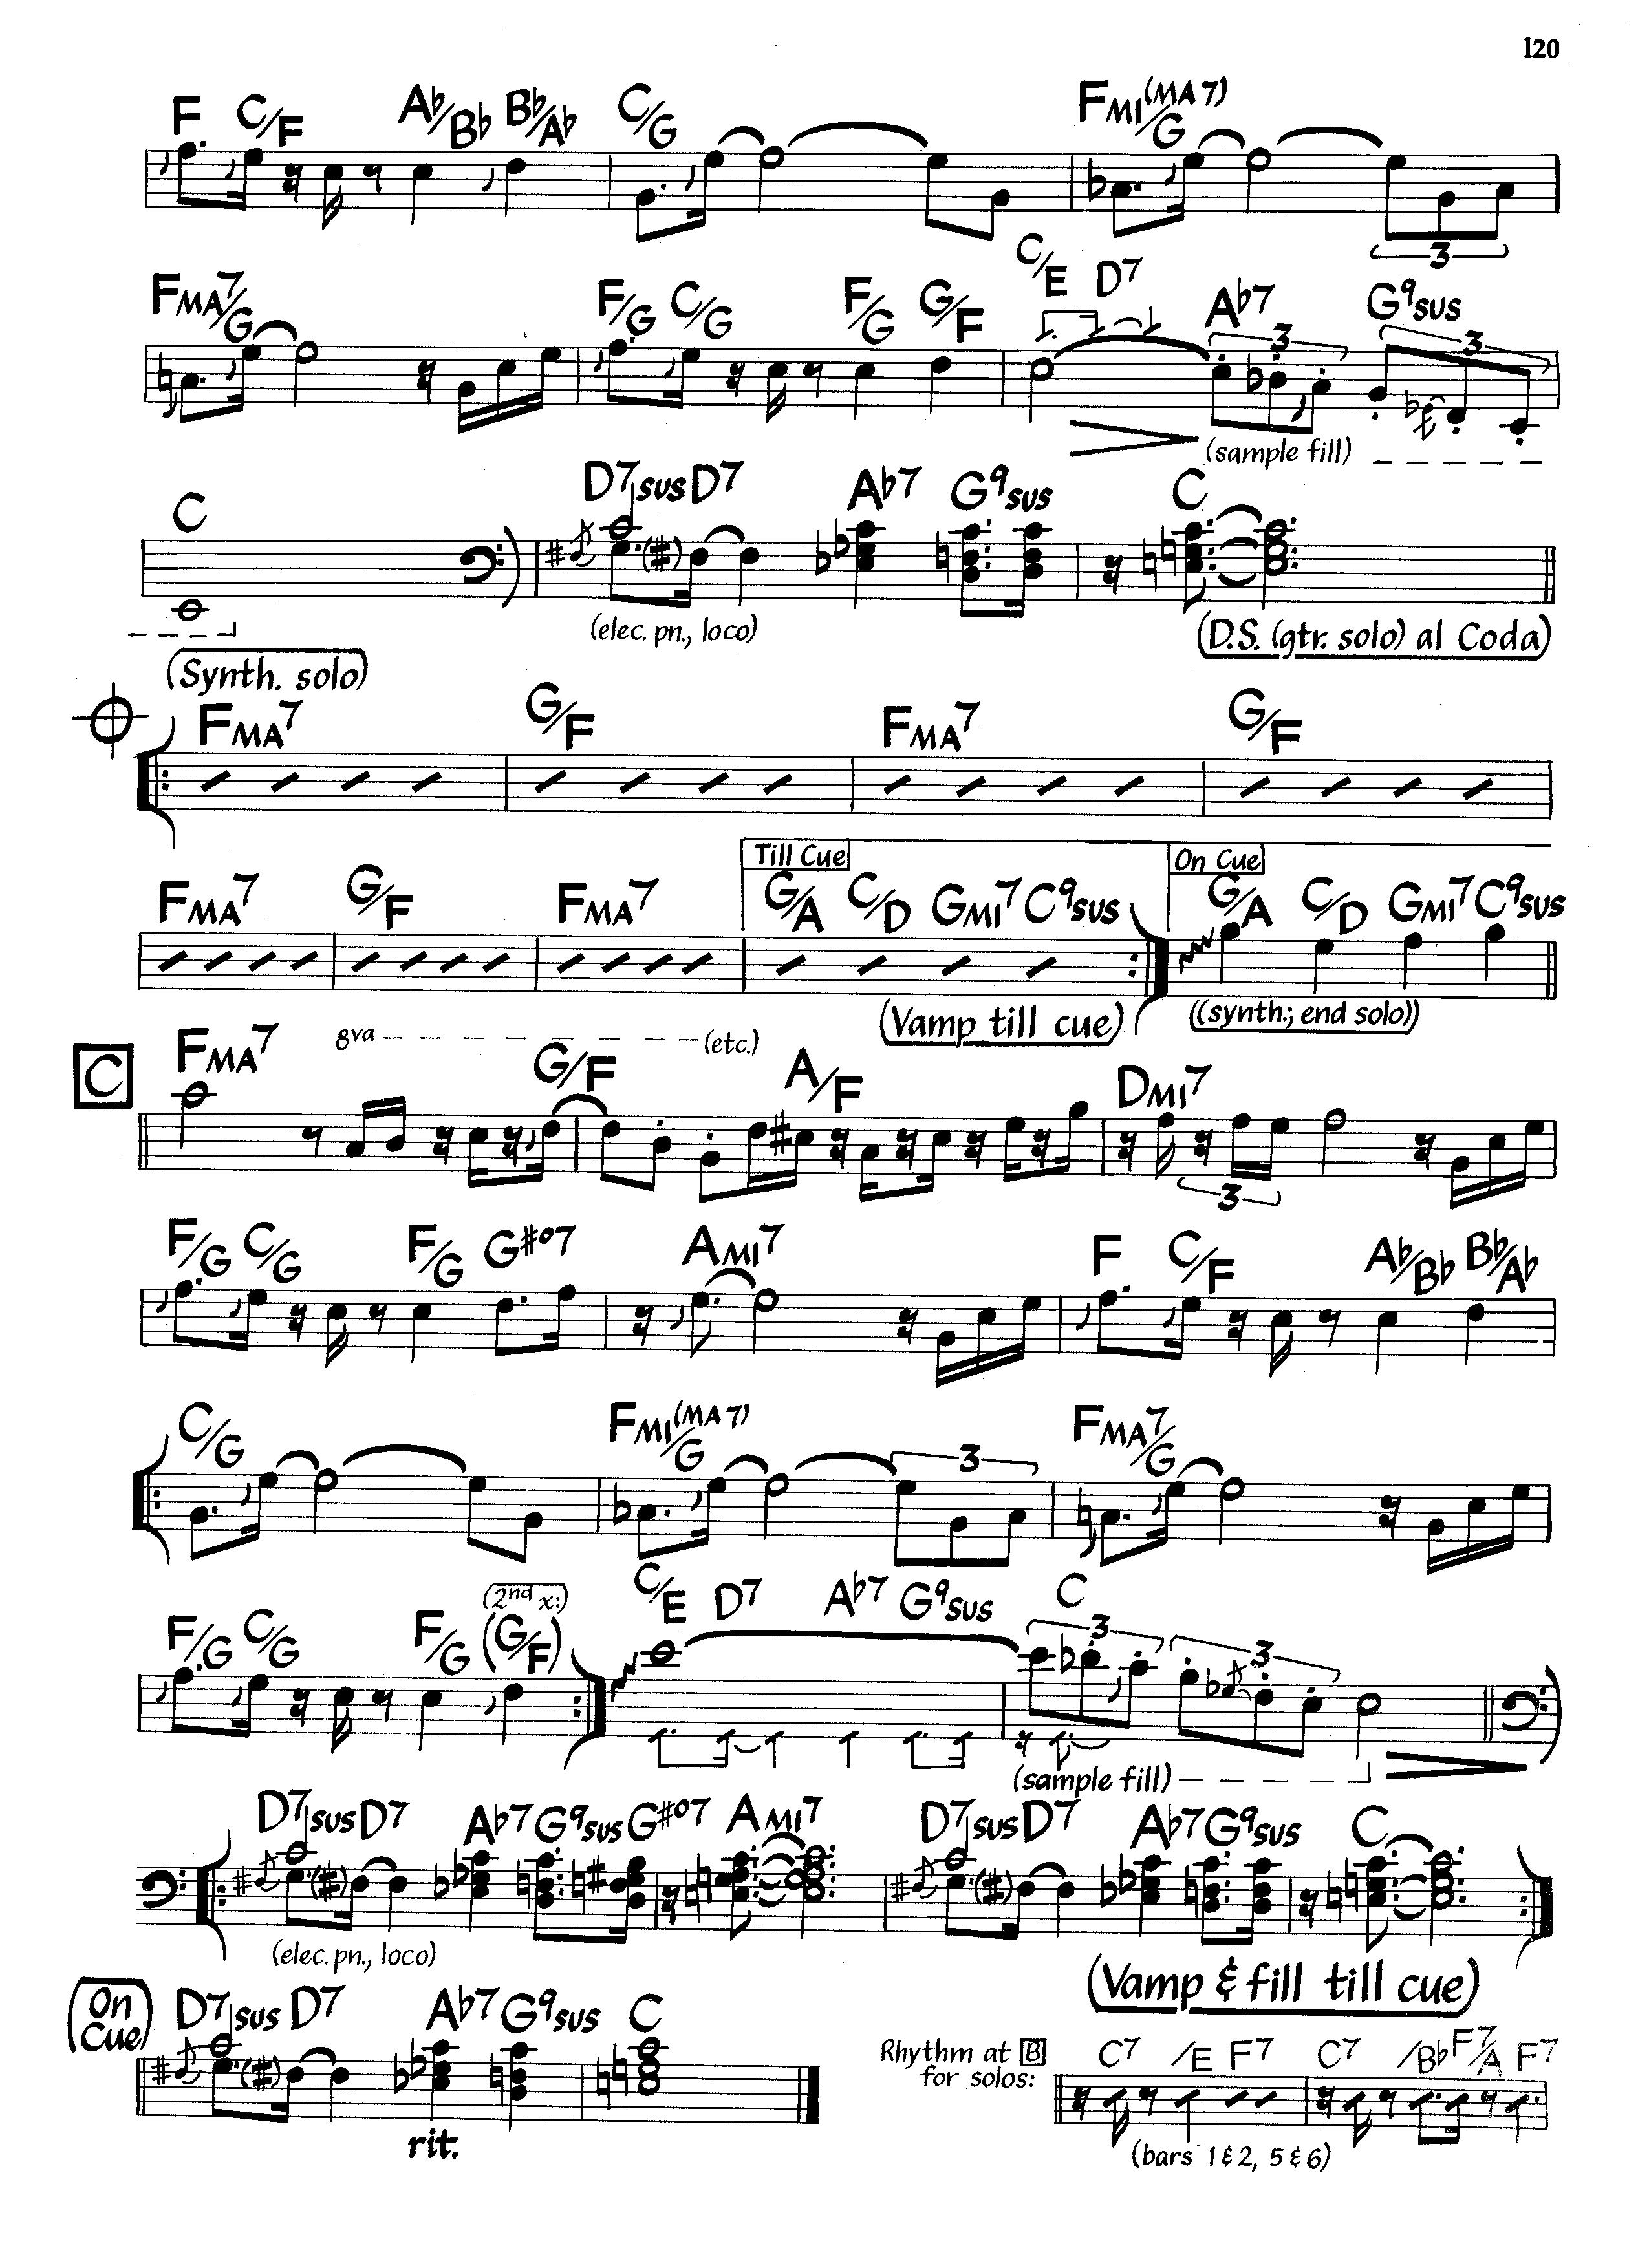 120
F C/F A♭/B♭ B♭/A♭ C/G FMI(MA7)/G
3
FMA7/G F/G C/G F/G G/F C/E D7 A♭7 G9sus
3 3
(sample fill)
C D7sus D7 A♭7 G9sus C
(elec. pn., loco)
(D.S. (gtr. solo) al Coda)
(Synth. solo)
FMA7 G/F FMA7 G/F
Till Cue On Cue
FMA7 G/F FMA7 G/A C/D GMI7 C9sus G/A C/D GMI7 C9sus
(Vamp till cue) ((synth.; end solo))
C FMA7 8va (etc.) G/F A/F DMI7
3
F/G C/G F/G G#o7 AMI7 F C/F A♭/B♭ B♭/A♭
C/G FMI(MA7)/G FMA7/G
3
(2nd x:)
F/G C/G F/G (G/F) C/E D7 A♭7 G9sus C
3 3
(sample fill)
D7sus D7 A♭7 G9sus G#o7 AMI7 D7sus D7 A♭7 G9sus C
(elec. pn., loco)
(Vamp & fill till cue)
(On Cue) D7sus D7 A♭7 G9sus C
rit.
Rhythm at B C7 /E F7 C7 /B♭ F7/A F7
for solos:
(bars 1 & 2, 5 & 6)